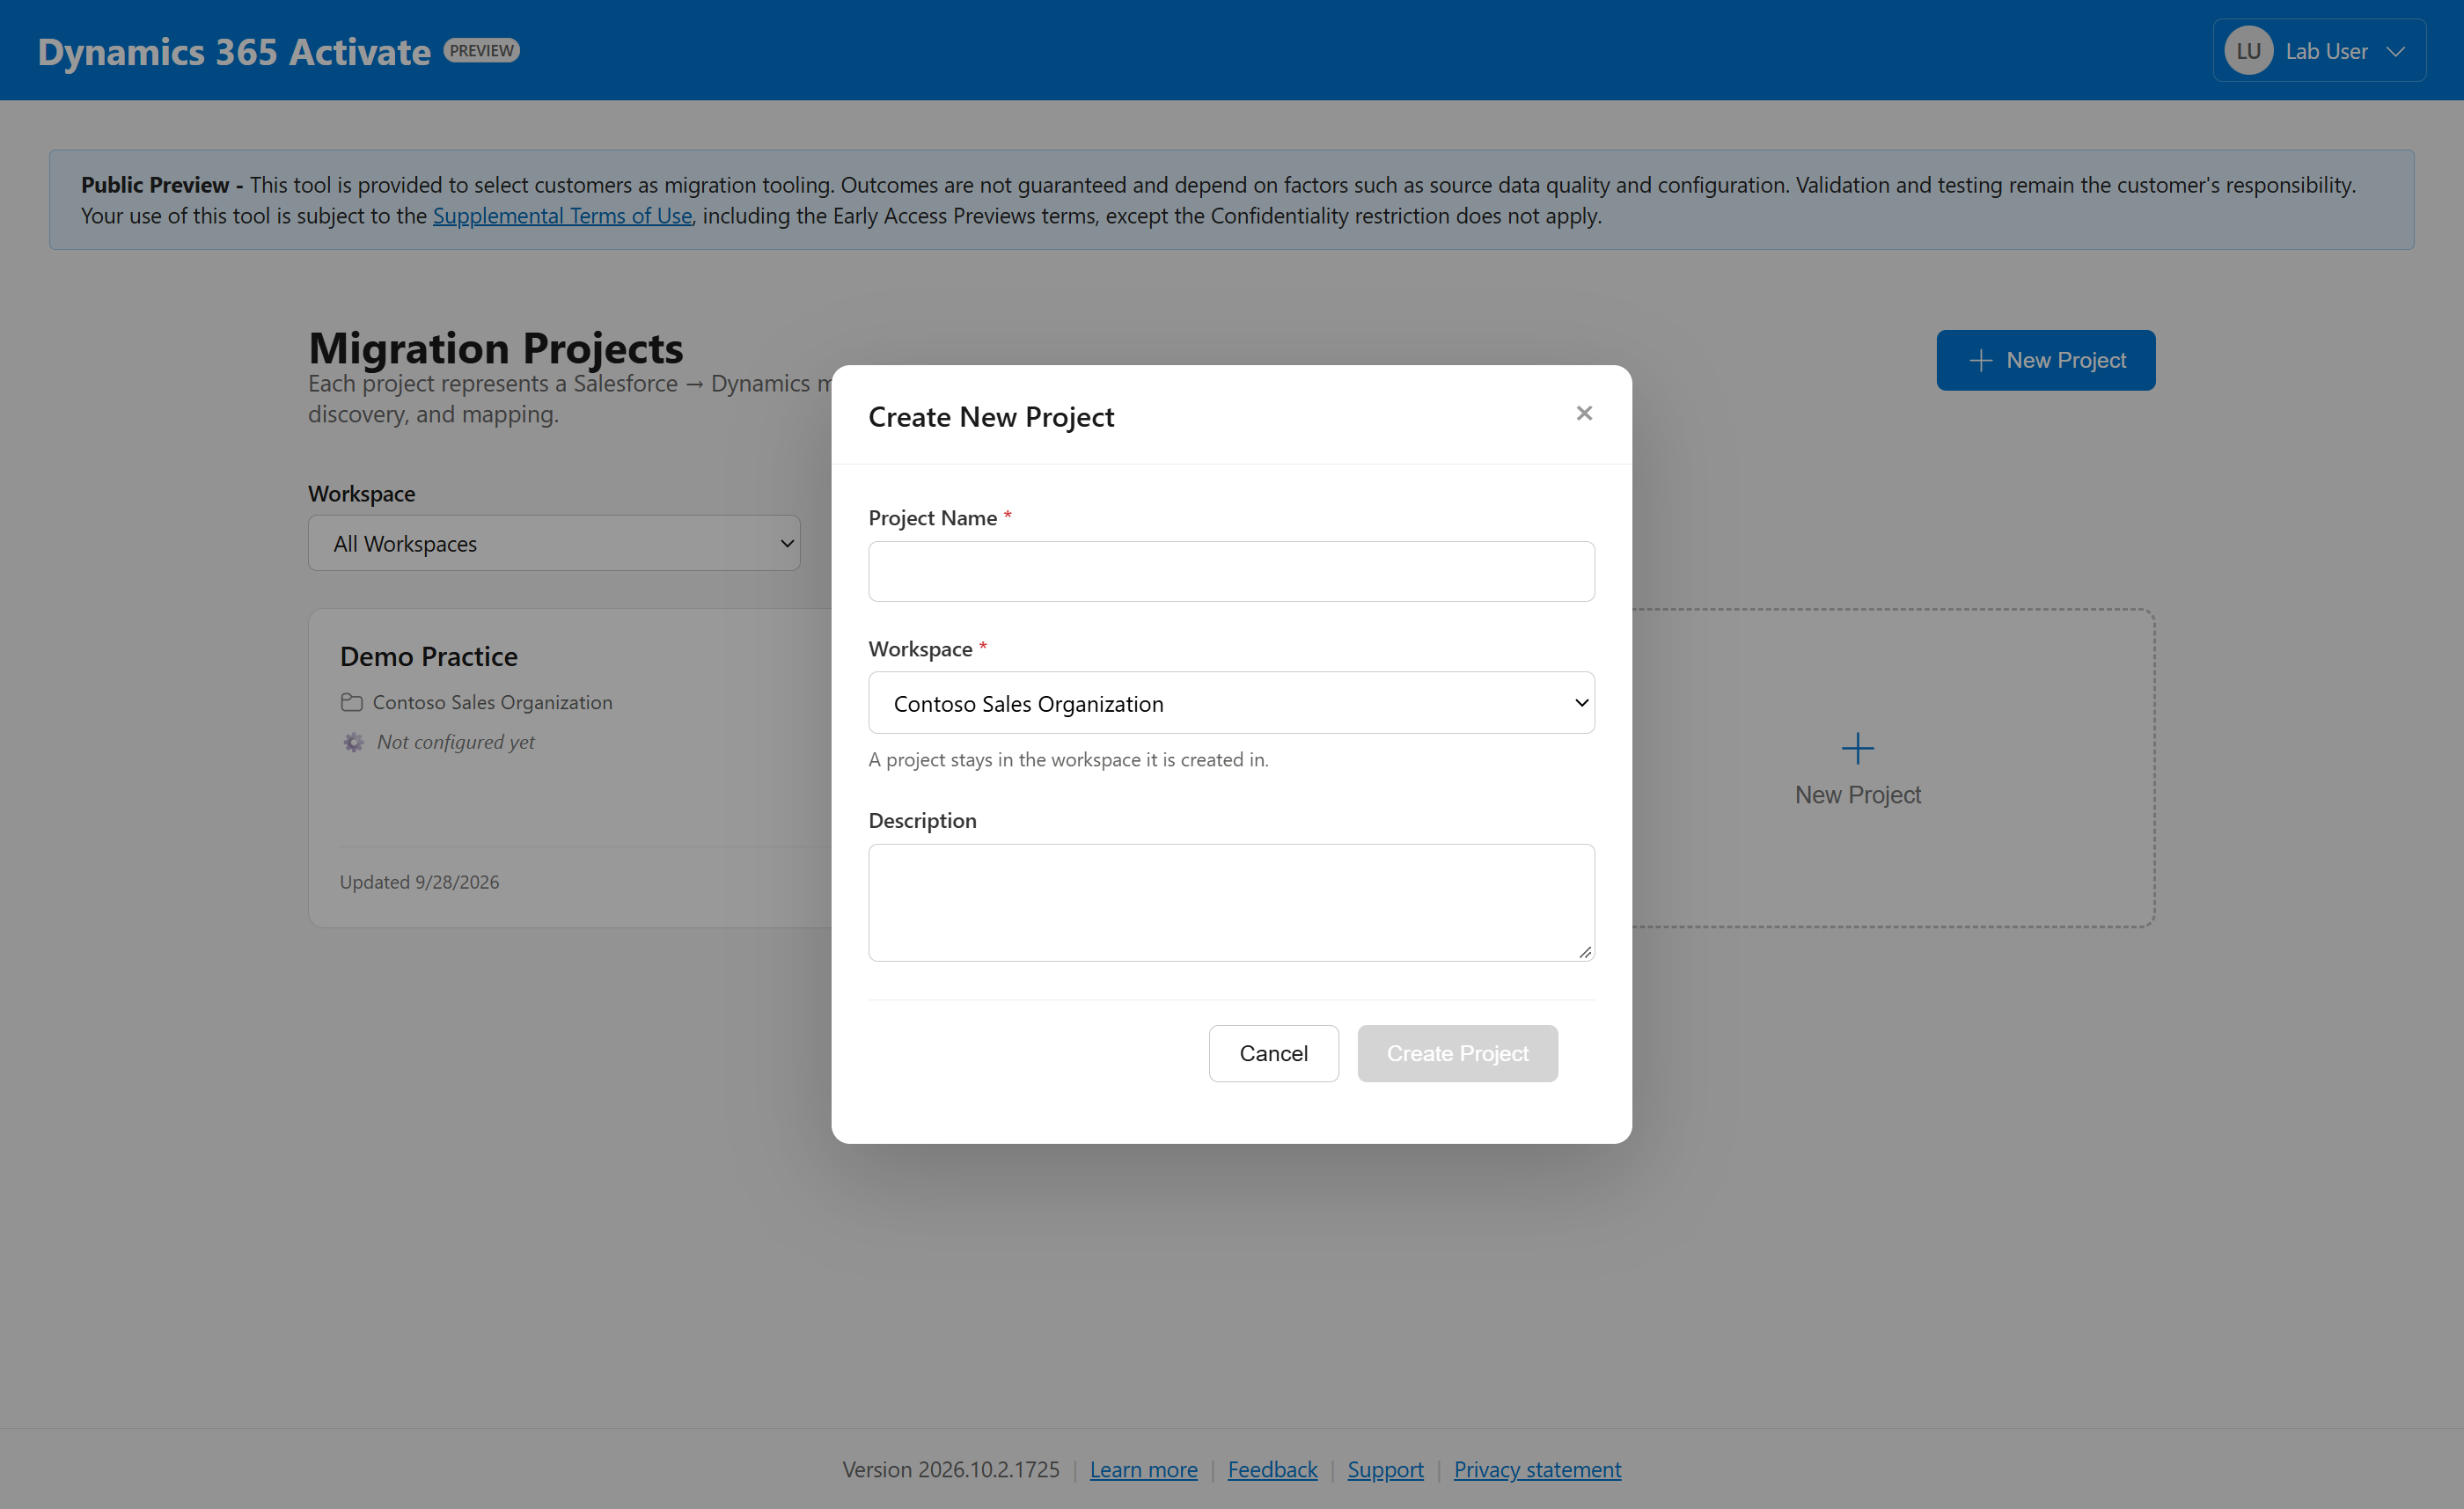 Dynamics 365 Activate PREVIEW
LU Lab User
Public Preview - This tool is provided to select customers as migration tooling. Outcomes are not guaranteed and depend on factors such as source data quality and configuration. Validation and testing remain the customer's responsibility.
Your use of this tool is subject to the Supplemental Terms of Use, including the Early Access Previews terms, except the Confidentiality restriction does not apply.
Migration Projects
Each project represents a Salesforce → Dynamics
discovery, and mapping.
New Project
Workspace
All Workspaces
Demo Practice
Contoso Sales Organization
Not configured yet
Updated 9/28/2026
New Project
Create New Project
×
Project Name *
Workspace *
Contoso Sales Organization
A project stays in the workspace it is created in.
Description
Cancel
Create Project
Version 2026.10.2.1725 | Learn more | Feedback | Support | Privacy statement